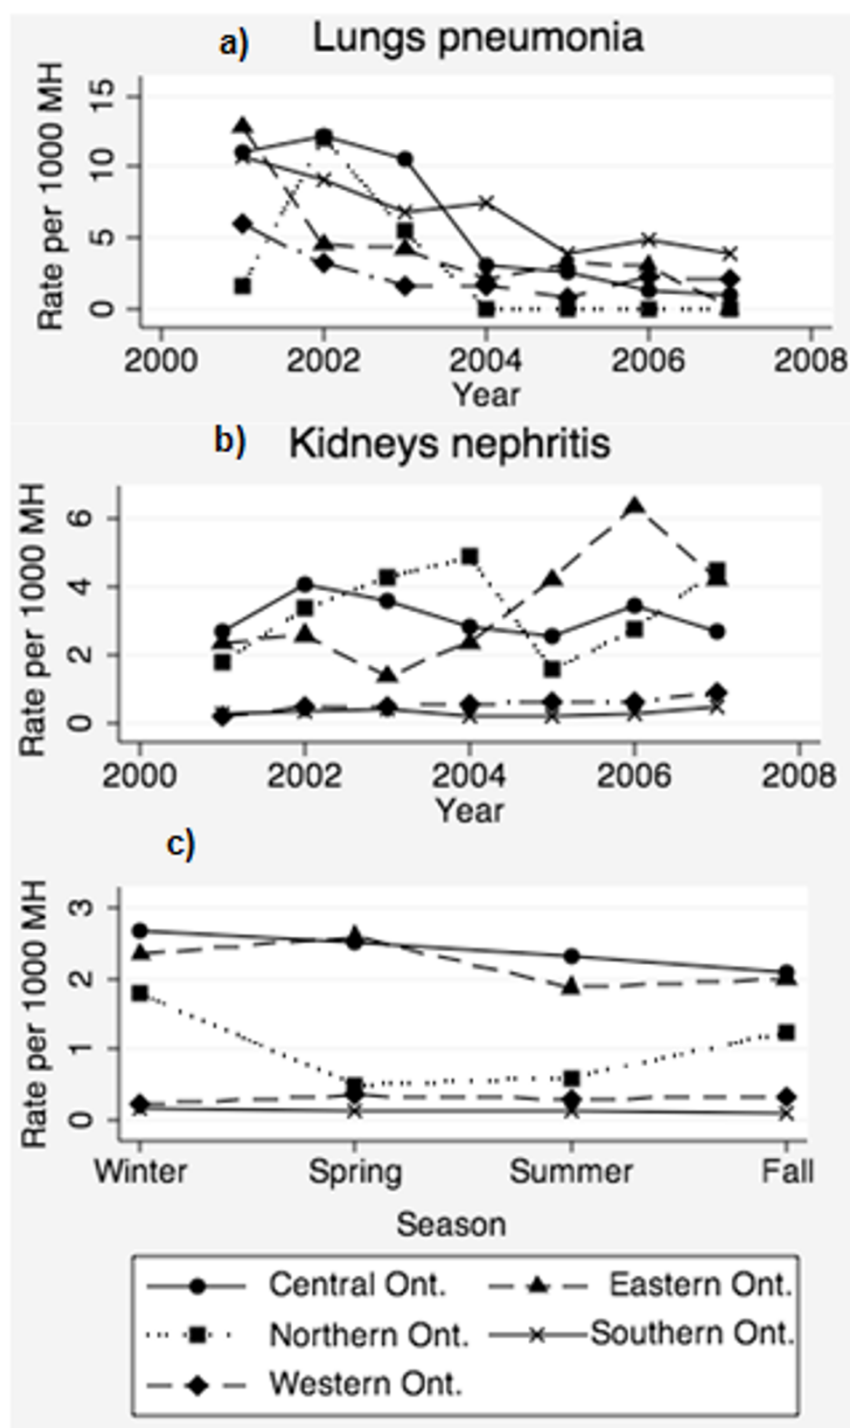 a) Lungs pneumonia
Rate per 1000 MH
15
10
5
0
2000 2002 2004 2006 2008
Year
b) Kidneys nephritis
Rate per 1000 MH
6
4
2
0
2000 2002 2004 2006 2008
Year
c)
Rate per 1000 MH
3
2
1
0
Winter Spring Summer Fall
Season
Central Ont. Eastern Ont.
Northern Ont. Southern Ont.
Western Ont.